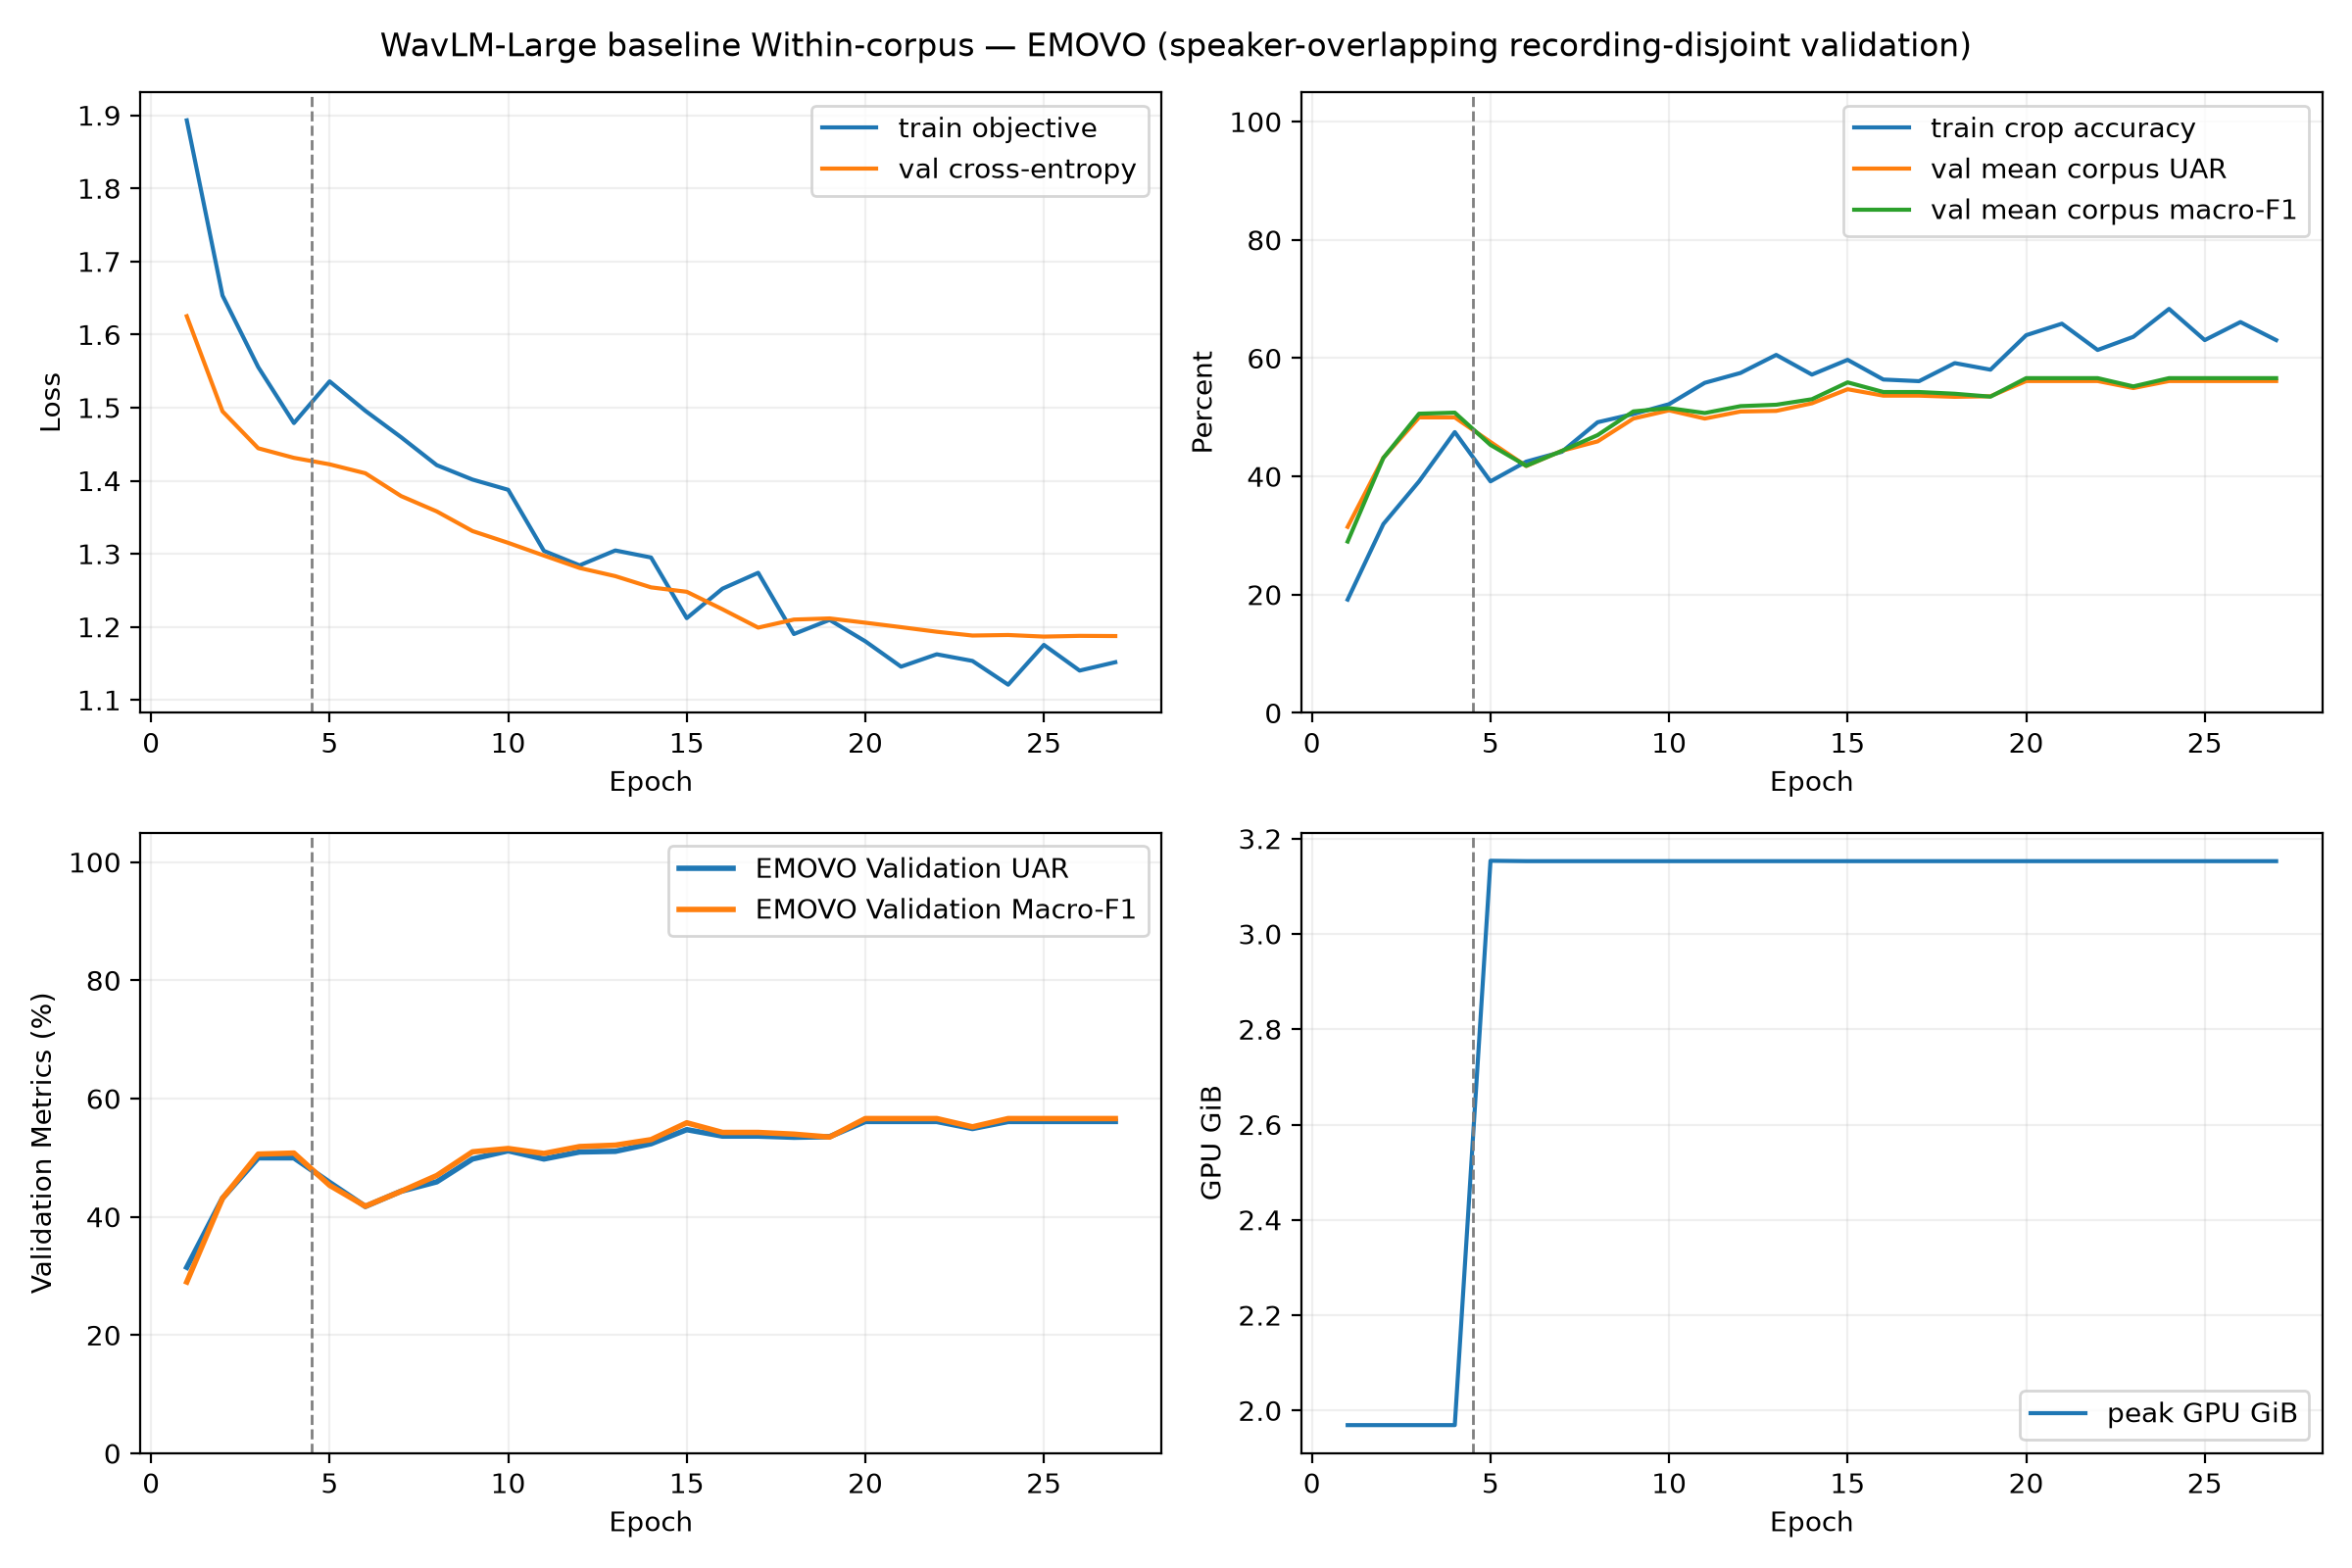 WavLM-Large baseline Within-corpus — EMOVO (speaker-overlapping recording-disjoint validation)
Loss
1.9
1.8
1.7
1.6
1.5
1.4
1.3
1.2
1.1
train objective
val cross-entropy
0 5 10 15 20 25
Epoch
Percent
100
80
60
40
20
0
train crop accuracy
val mean corpus UAR
val mean corpus macro-F1
0 5 10 15 20 25
Epoch
Validation Metrics (%)
100
80
60
40
20
0
EMOVO Validation UAR
EMOVO Validation Macro-F1
0 5 10 15 20 25
Epoch
GPU GiB
3.2
3.0
2.8
2.6
2.4
2.2
2.0
peak GPU GiB
0 5 10 15 20 25
Epoch